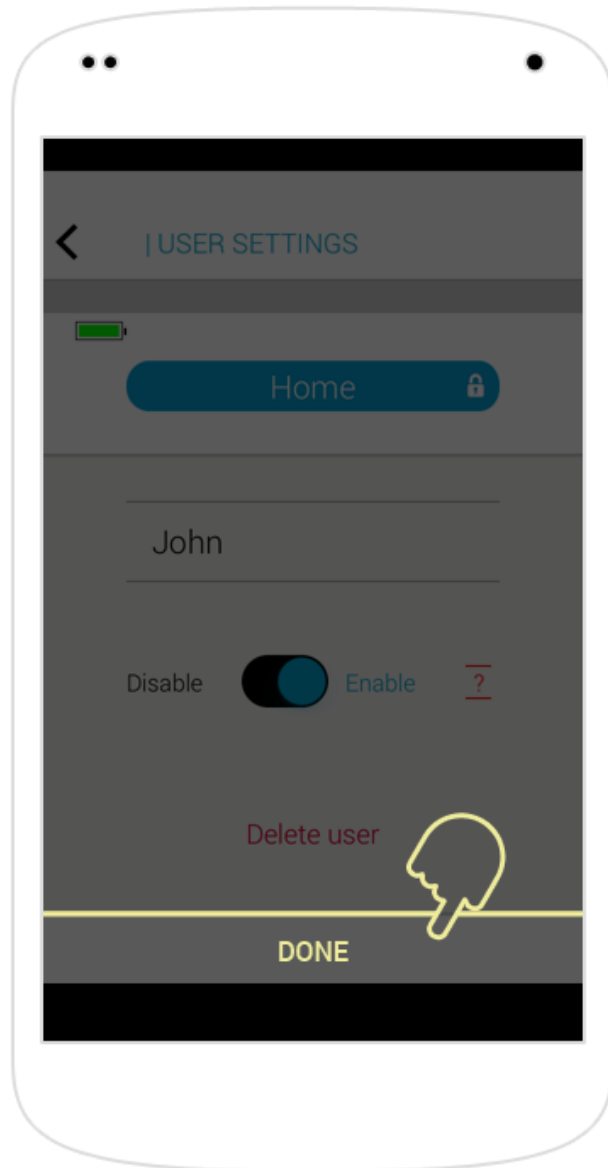 | USER SETTINGS
Home
John
Disable Enable ?
Delete user
DONE